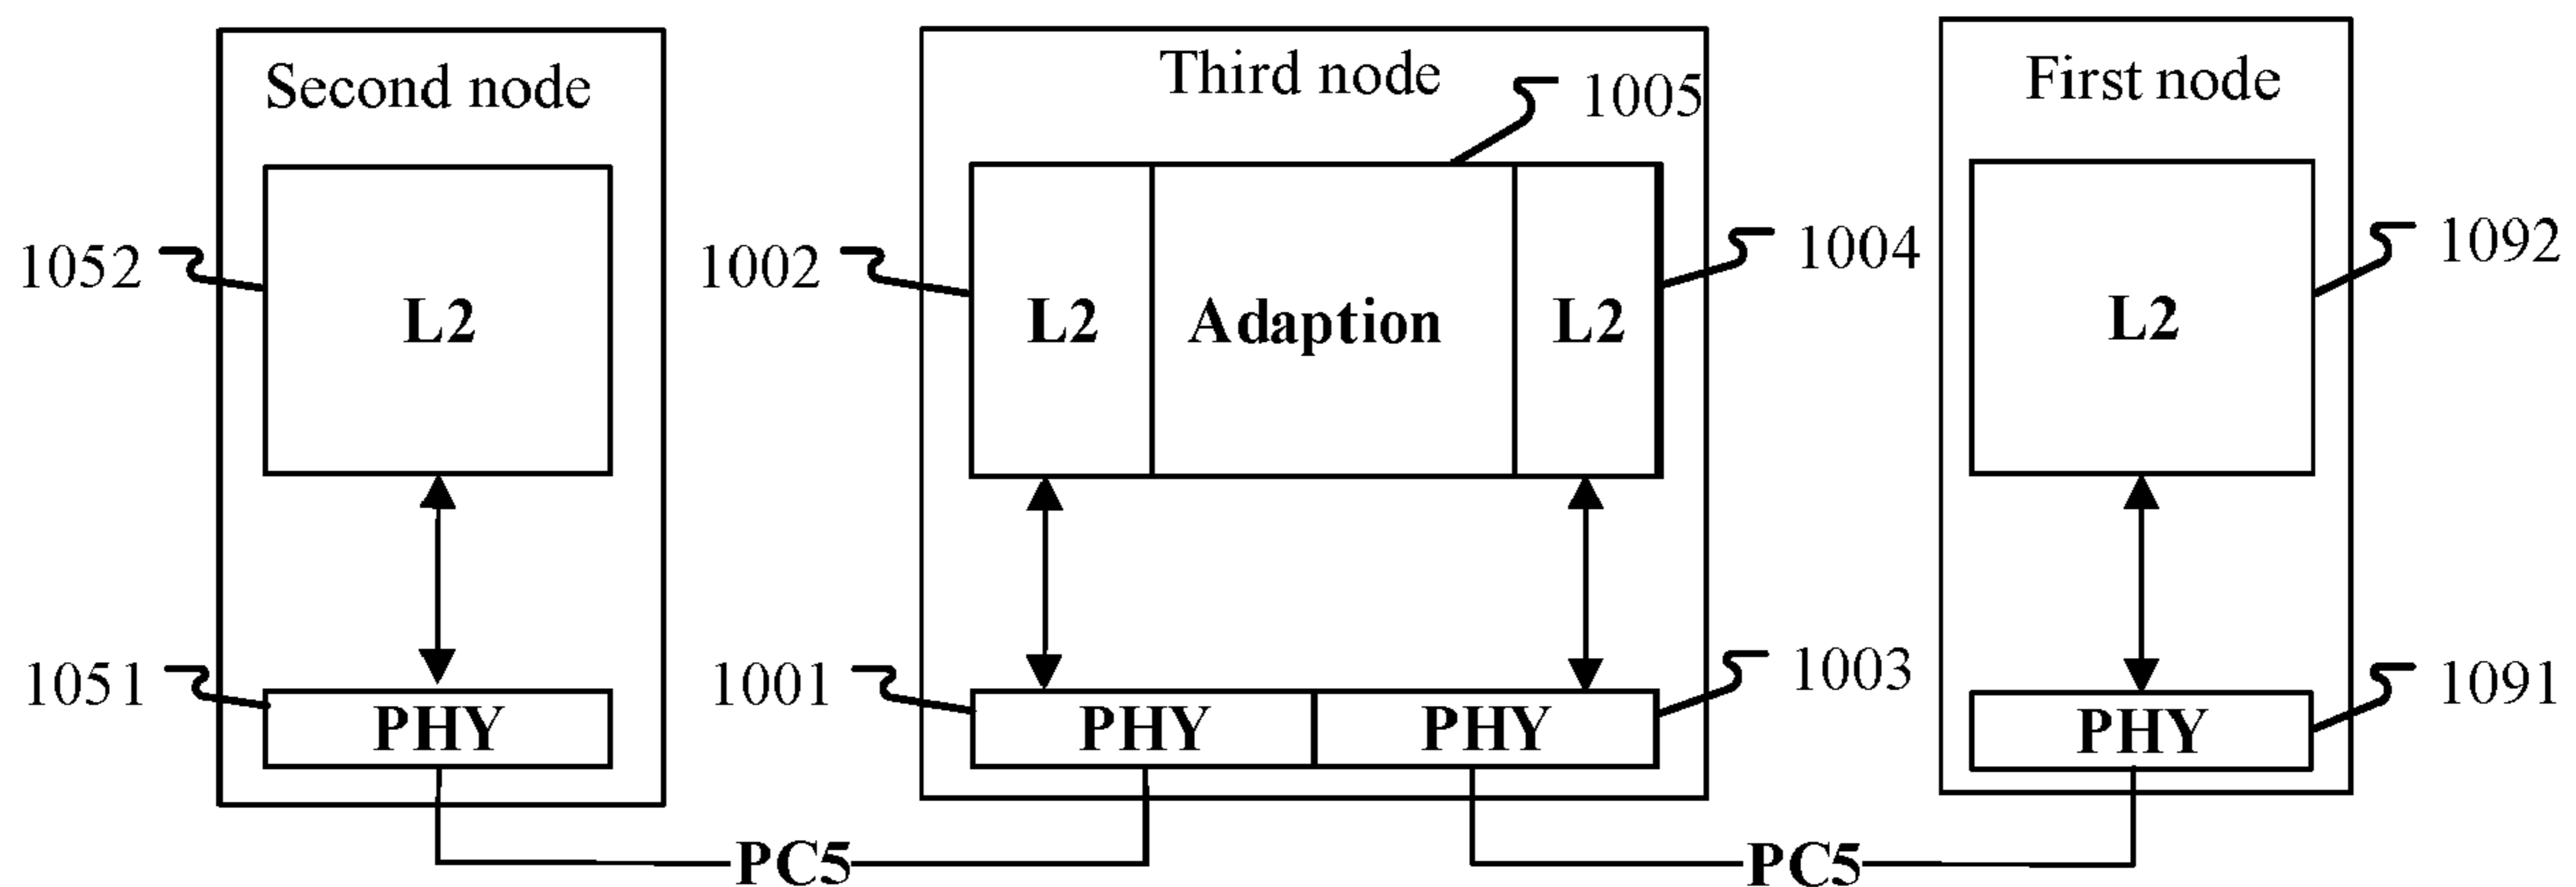 Second node
Third node
First node
1005
1052
L2
1002
L2
Adaption
L2
1004
L2
1092
1051
PHY
1001
PHY
PHY
1003
PHY
1091
PC5
PC5